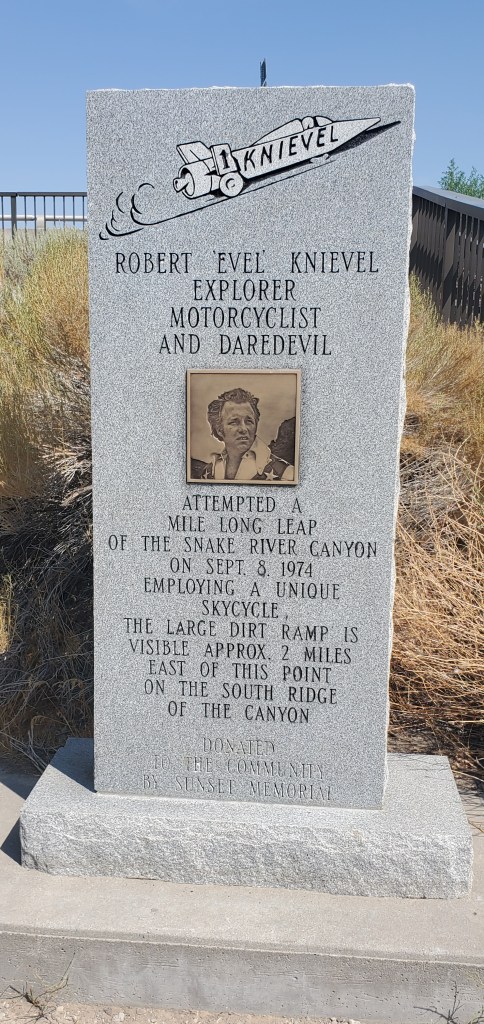 1 KNIEVEL
ROBERT 'EVEL' KNIEVEL
EXPLORER
MOTORCYCLIST
AND DAREDEVIL
ATTEMPTED A
MILE LONG LEAP
OF THE SNAKE RIVER CANYON
ON SEPT. 8, 1974
EMPLOYING A UNIQUE
SKYCYCLE,
THE LARGE DIRT RAMP IS
VISIBLE APPROX. 2 MILES
EAST OF THIS POINT
ON THE SOUTH RIDGE
OF THE CANYON
DONATED
TO THE COMMUNITY
BY SUNSET MEMORIAL